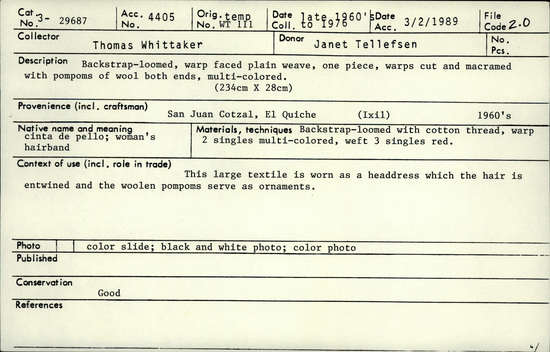 Cat. No. 3- 29687 Acc. No. 4405 Orig. temp No. WT 111 Date Coll. late 1960's to 1976 Date Acc. 3/2/1989 File Code 2.0
Collector Thomas Whittaker Donor Janet Tellefsen No. Pcs.
Description Backstrap-loomed, warp faced plain weave, one piece, warps cut and macramed
with pompoms of wool both ends, multi-colored.
(234cm X 28cm)
Provenience (incl. craftsman) San Juan Cotzal, El Quiche (Ixil) 1960's
Native name and meaning
cinta de pello; woman's
hairband
Materials, techniques Backstrap-loomed with cotton thread, warp
2 singles multi-colored, weft 3 singles red.
Context of use (incl. role in trade) This large textile is worn as a headdress which the hair is
entwined and the woolen pompoms serve as ornaments.
Photo color slide; black and white photo; color photo
Published
Conservation
Good
References